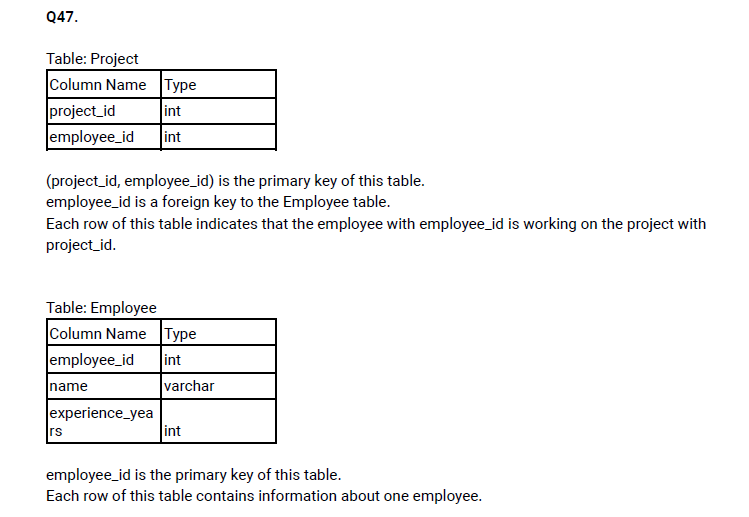 Q47.
Table: Project
Column Name Type
project_id int
employee_id int
(project_id, employee_id) is the primary key of this table.
employee_id is a foreign key to the Employee table.
Each row of this table indicates that the employee with employee_id is working on the project with
project_id.
Table: Employee
Column Name Type
employee_id int
name varchar
experience_yea
rs int
employee_id is the primary key of this table.
Each row of this table contains information about one employee.